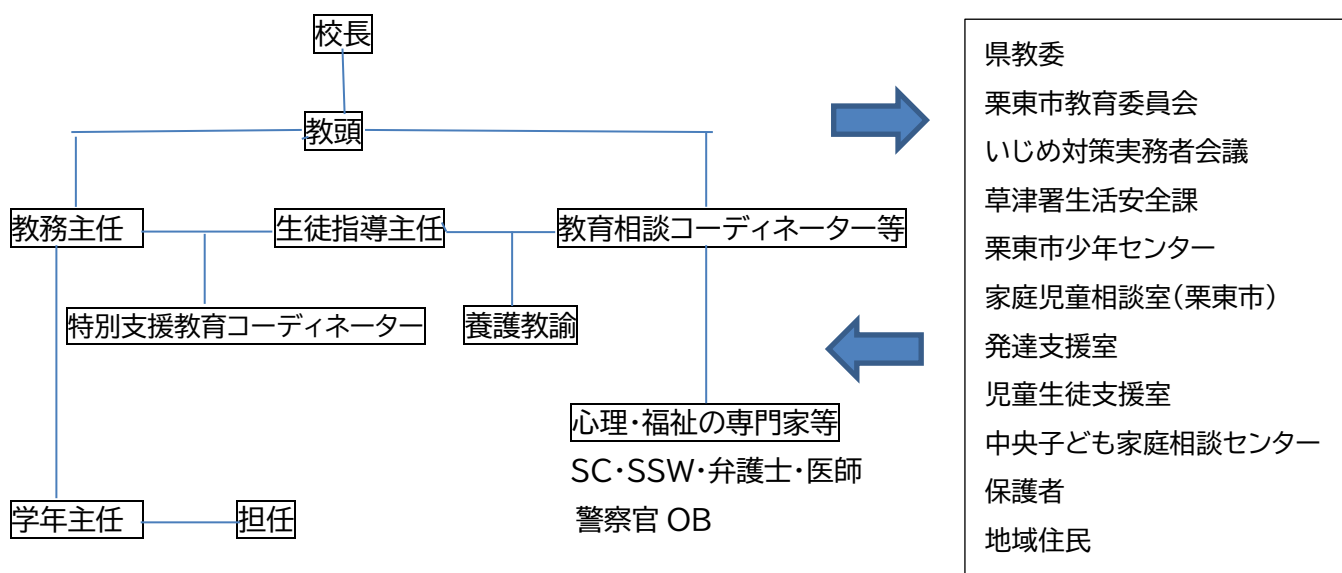 校長
教頭
教務主任
生徒指導主任
教育相談コーディネーター等
特別支援教育コーディネーター
養護教諭
心理・福祉の専門家等
SC・SSW・弁護士・医師
警察官 OB
学年主任
担任
県教委
栗東市教育委員会
いじめ対策実務者会議
草津署生活安全課
栗東市少年センター
家庭児童相談室(栗東市)
発達支援室
児童生徒支援室
中央子ども家庭相談センター
保護者
地域住民